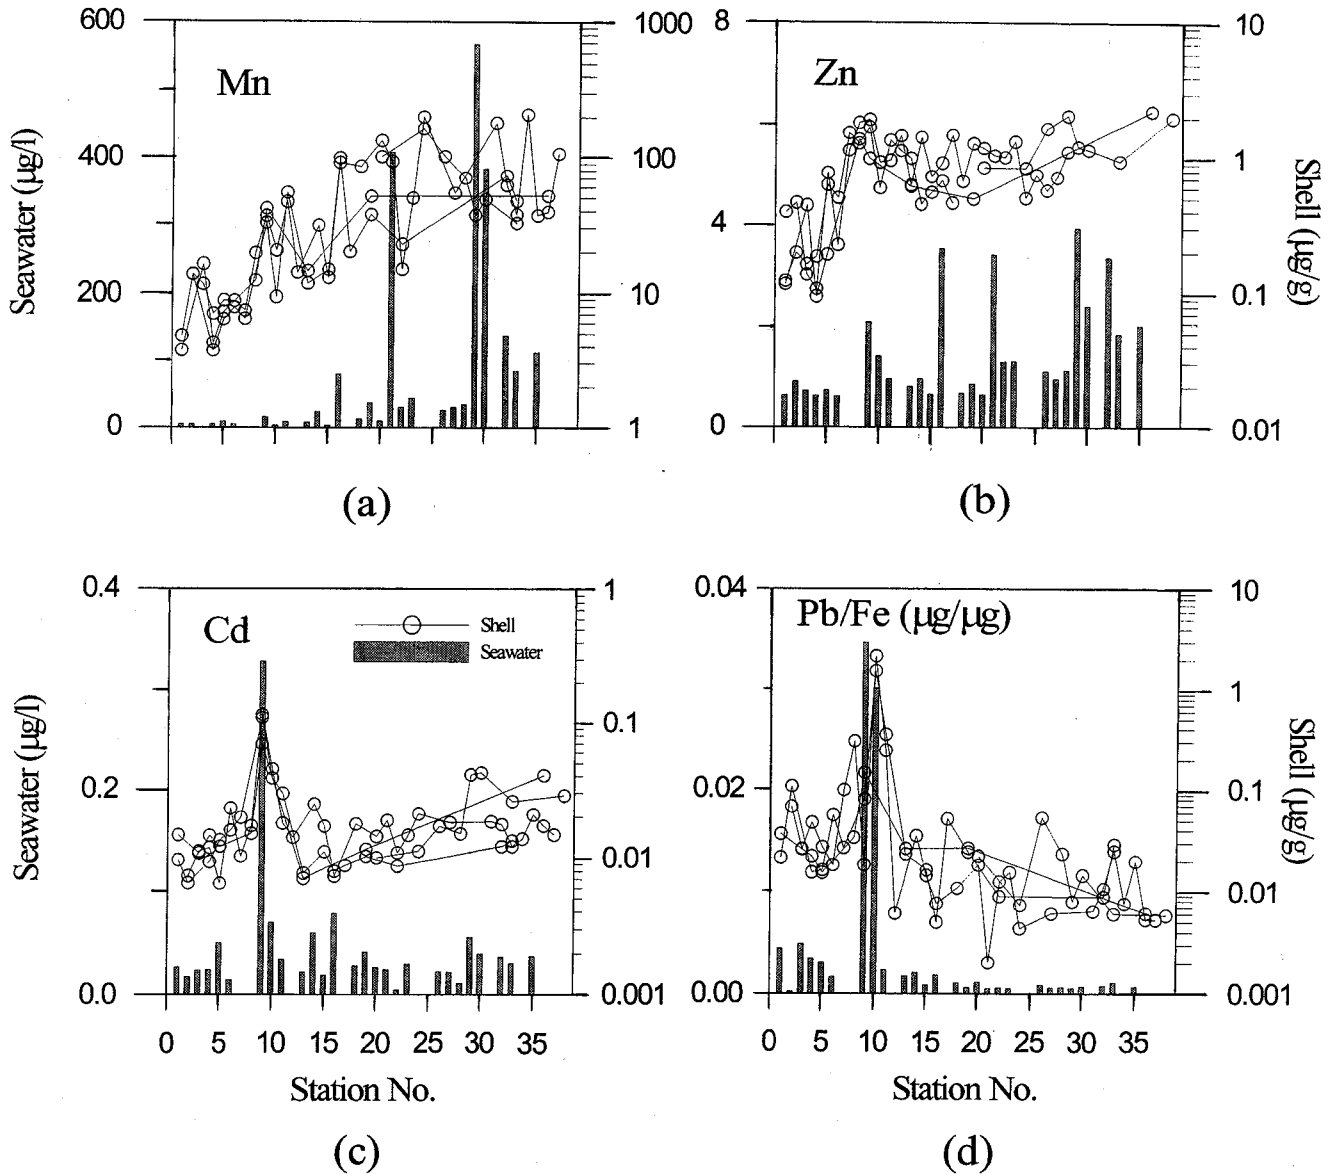 600
400
200
0
Seawater (µg/l)
Mn
1000
100
10
1
(a)
8
4
0
Zn
10
1
0.1
0.01
Shell (µg/g)
(b)
0.4
0.2
0.0
Seawater (µg/l)
Cd
Shell
Seawater
1
0.1
0.01
0.001
0 5 10 15 20 25 30 35
Station No.
(c)
0.04
0.02
0.00
Pb/Fe (µg/µg)
10
1
0.1
0.01
0.001
Shell (µg/g)
0 5 10 15 20 25 30 35
Station No.
(d)